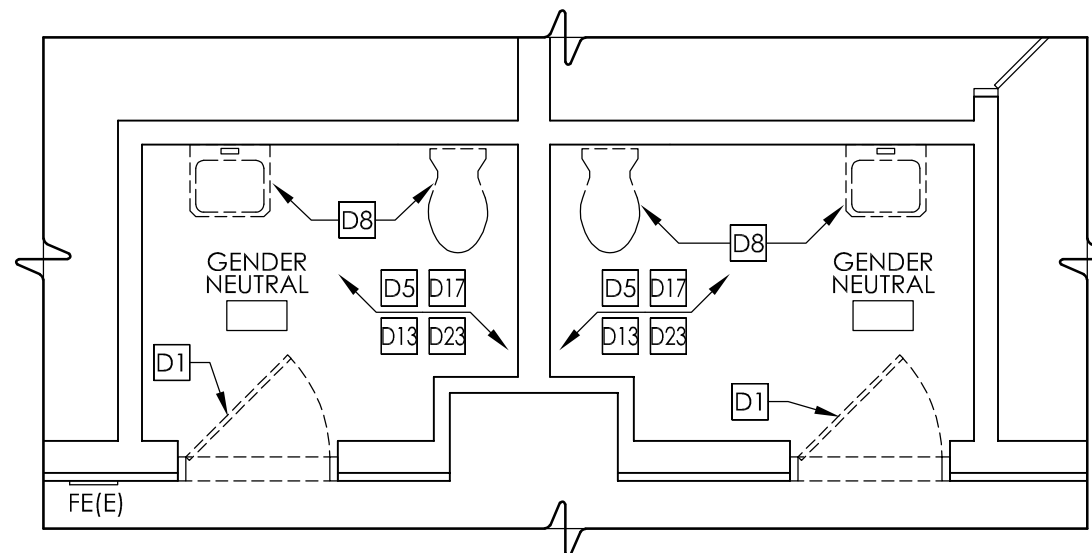 D8
D8
GENDER
NEUTRAL
GENDER
NEUTRAL
D5 D17
D13 D23
D5 D17
D13 D23
D1
D1
FE(E)